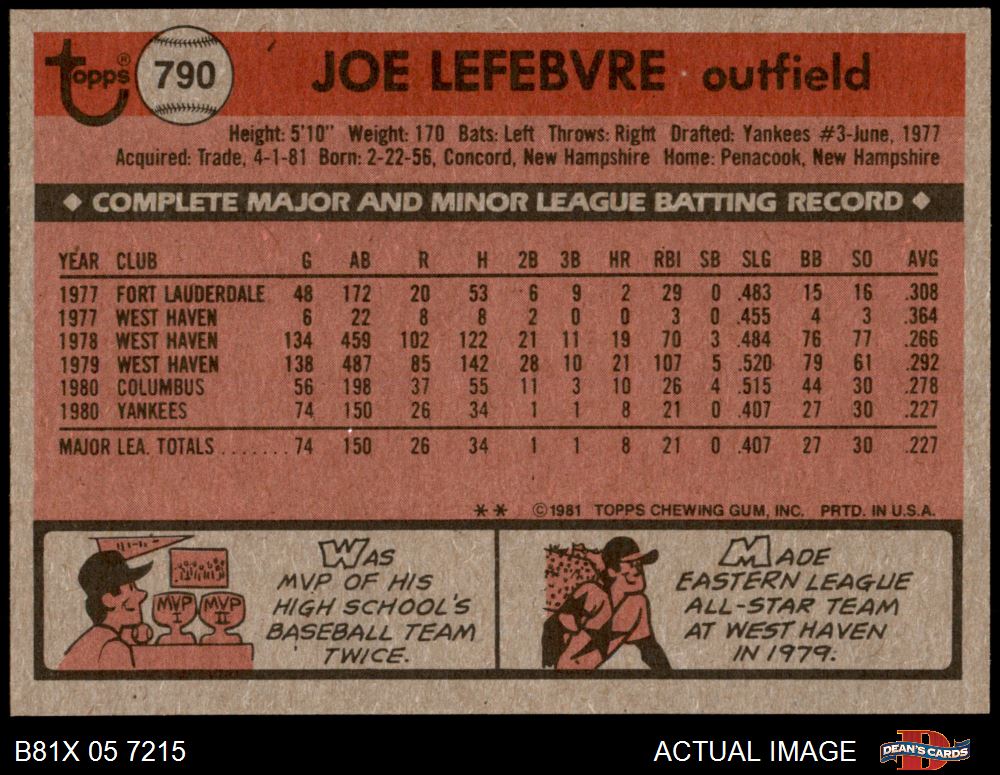 Topps® 790 JOE LEFEBVRE outfield
Height: 5'10" Weight: 170 Bats: Left Throws: Right Drafted: Yankees #3-June, 1977
Acquired: Trade, 4-1-81 Born: 2-22-56, Concord, New Hampshire Home: Penacook, New Hampshire
◆ COMPLETE MAJOR AND MINOR LEAGUE BATTING RECORD ◆
YEAR CLUB G AB R H 2B 3B HR RBI SB SLG BB SO AVG
1977 FORT LAUDERDALE 48 172 20 53 6 9 2 29 0 .483 15 16 .308
1977 WEST HAVEN 6 22 8 8 2 0 0 3 0 .455 4 3 .364
1978 WEST HAVEN 134 459 102 122 21 11 19 70 3 .484 76 77 .266
1979 WEST HAVEN 138 487 85 142 28 10 21 107 5 .520 79 61 .292
1980 COLUMBUS 56 198 37 55 11 3 10 26 4 .515 44 30 .278
1980 YANKEES 74 150 26 34 1 1 8 21 0 .407 27 30 .227
MAJOR LEA. TOTALS ....... 74 150 26 34 1 1 8 21 0 .407 27 30 .227
** ©1981 TOPPS CHEWING GUM, INC. PRTD. IN U.S.A.
MVP I MVP II
WAS
MVP OF HIS
HIGH SCHOOL'S
BASEBALL TEAM
TWICE.
MADE
EASTERN LEAGUE
ALL-STAR TEAM
AT WEST HAVEN
IN 1979.
B81X 05 7215 ACTUAL IMAGE DEAN'S CARDS